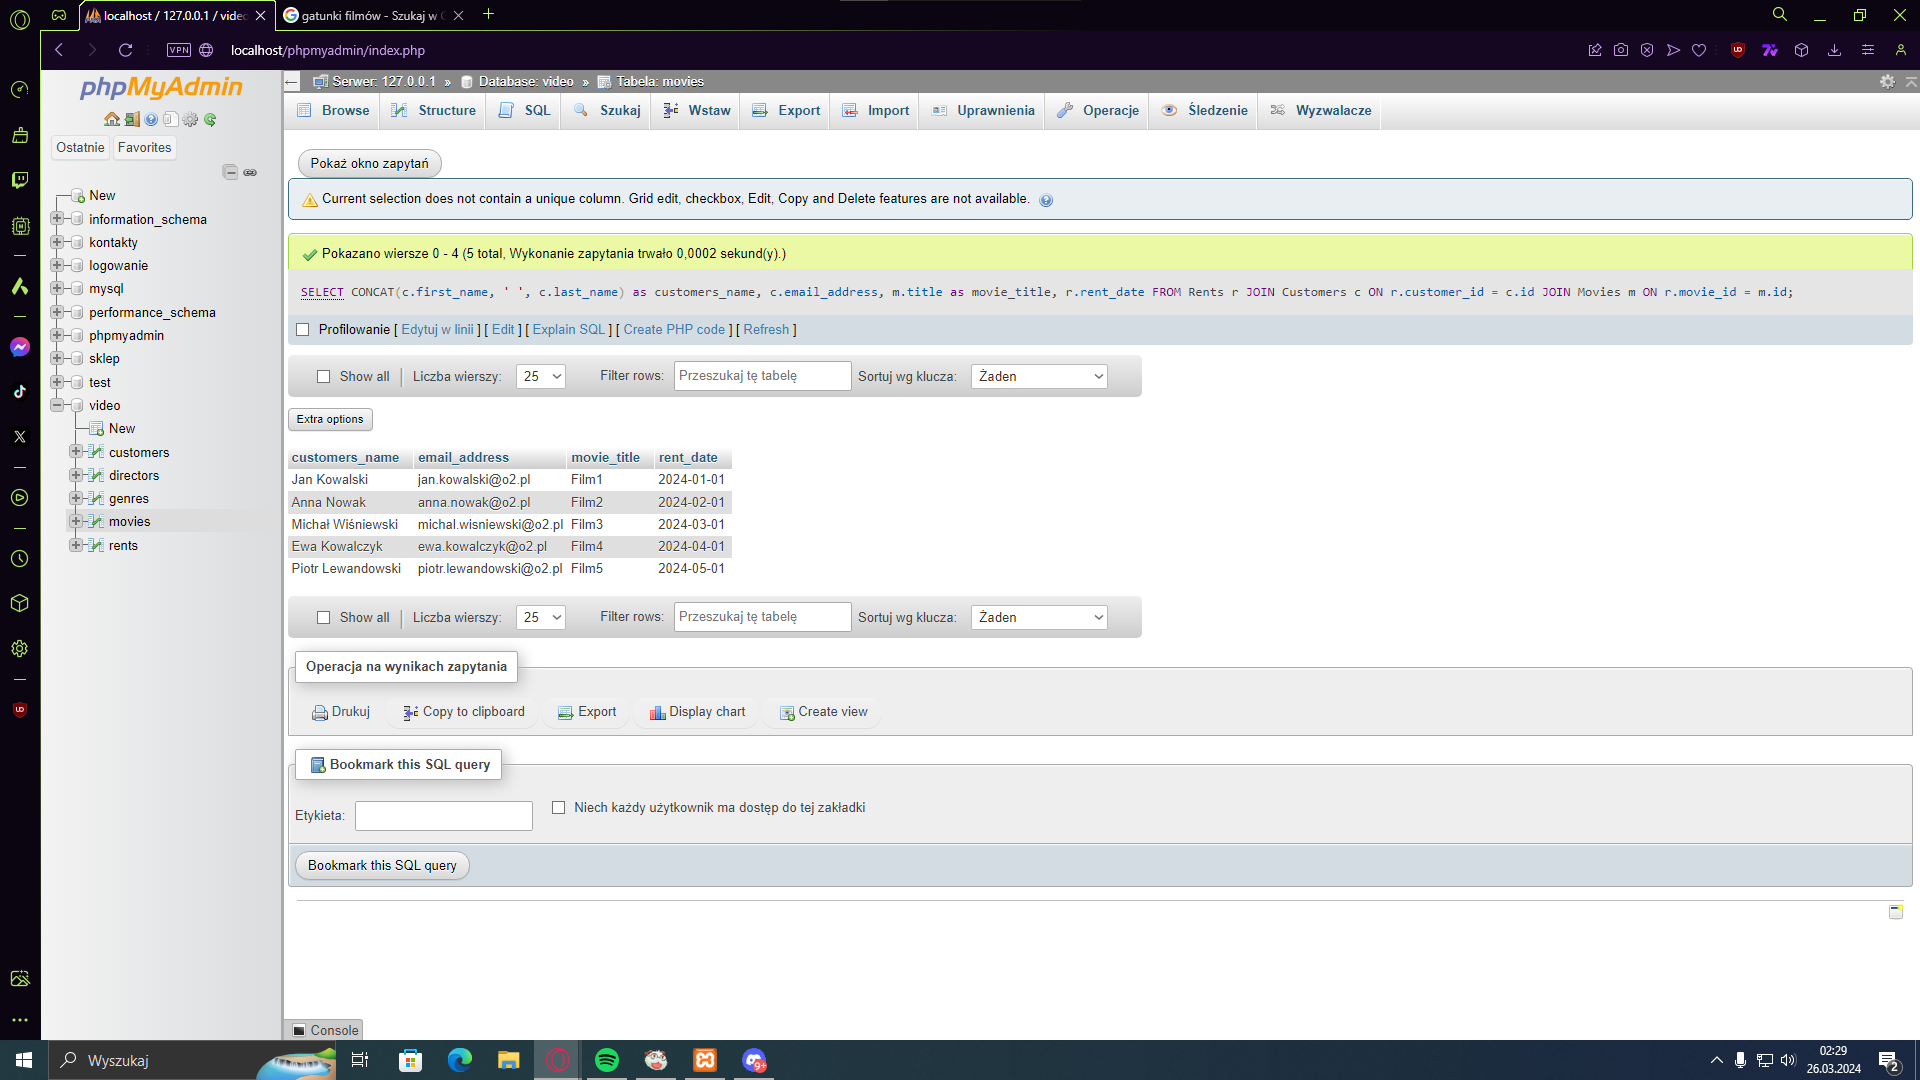 localhost / 127.0.0.1 / video
gatunki filmów - Szukaj w G
VPN
localhost/phpmyadmin/index.php
phpMyAdmin
Ostatnie
Favorites
New
information_schema
kontakty
logowanie
mysql
performance_schema
phpmyadmin
sklep
test
video
New
customers
directors
genres
movies
rents
Serwer: 127.0.0.1 » Database: video » Tabela: movies
Browse
Structure
SQL
Szukaj
Wstaw
Export
Import
Uprawnienia
Operacje
Śledzenie
Wyzwalacze
Pokaż okno zapytań
Current selection does not contain a unique column. Grid edit, checkbox, Edit, Copy and Delete features are not available.
Pokazano wiersze 0 - 4 (5 total, Wykonanie zapytania trwało 0,0002 sekund(y).)
SELECT CONCAT(c.first_name, ' ', c.last_name) as customers_name, c.email_address, m.title as movie_title, r.rent_date FROM Rents r JOIN Customers c ON r.customer_id = c.id JOIN Movies m ON r.movie_id = m.id;
Profilowanie [ Edytuj w linii ] [ Edit ] [ Explain SQL ] [ Create PHP code ] [ Refresh ]
Show all
Liczba wierszy:
25
Filter rows:
Przeszukaj tę tabelę
Sortuj wg klucza:
Żaden
Extra options
customers_name email_address movie_title rent_date
Jan Kowalski jan.kowalski@o2.pl Film1 2024-01-01
Anna Nowak anna.nowak@o2.pl Film2 2024-02-01
Michał Wiśniewski michal.wisniewski@o2.pl Film3 2024-03-01
Ewa Kowalczyk ewa.kowalczyk@o2.pl Film4 2024-04-01
Piotr Lewandowski piotr.lewandowski@o2.pl Film5 2024-05-01
Show all
Liczba wierszy:
25
Filter rows:
Przeszukaj tę tabelę
Sortuj wg klucza:
Żaden
Operacja na wynikach zapytania
Drukuj
Copy to clipboard
Export
Display chart
Create view
Bookmark this SQL query
Etykieta:
Niech każdy użytkownik ma dostęp do tej zakładki
Bookmark this SQL query
Console
Wyszukaj
9+
02:29
26.03.2024
2